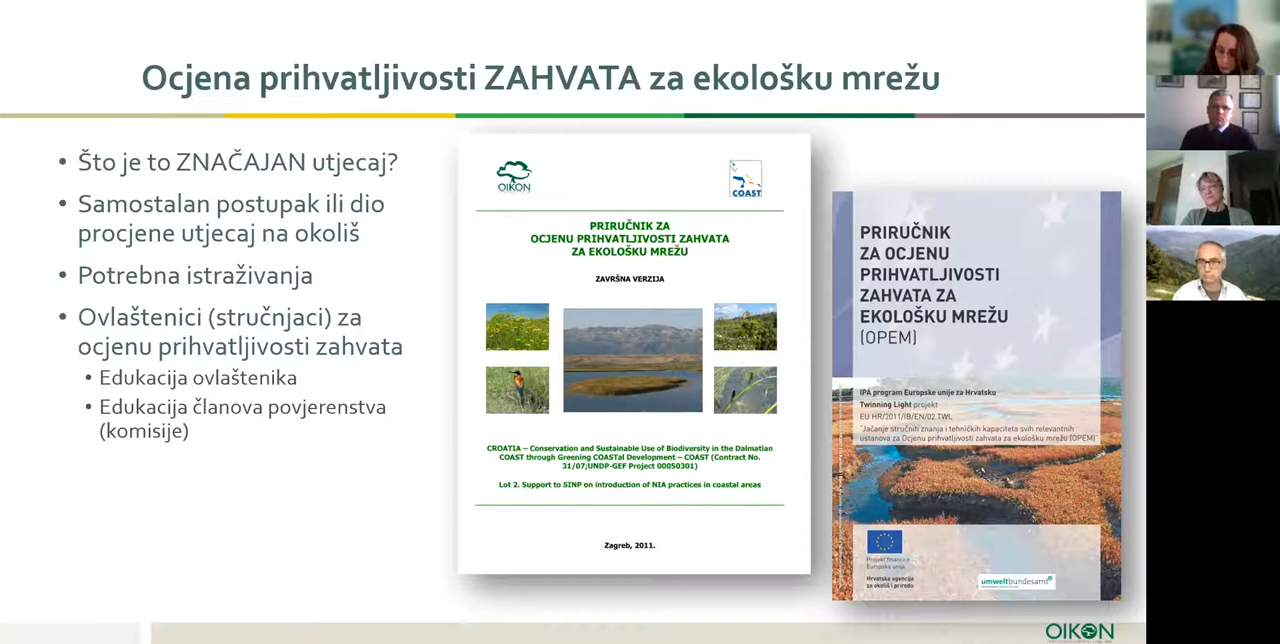 Ocjena prihvatljivosti ZAHVATA za ekološku mrežu
• Što je to ZNAČAJAN utjecaj?
• Samostalan postupak ili dio
procjene utjecaj na okoliš
• Potrebna istraživanja
• Ovlaštenici (stručnjaci) za
ocjenu prihvatljivosti zahvata
• Edukacija ovlaštenika
• Edukacija članova povjerenstva
(komisije)
OIKON
COAST
PRIRUČNIK ZA
OCJENU PRIHVATLJIVOSTI ZAHVATA
ZA EKOLOŠKU MREŽU
ZAVRŠNA VERZIJA
CROATIA – Conservation and Sustainable Use of Biodiversity in the Dalmatian
COAST through Greening COASTal Development – COAST (Contract No.
31/07;UNDP-GEF Project 00050301)
Lot 2. Support to SINP on introduction of NIA practices in coastal areas
Zagreb, 2011.
PRIRUČNIK
ZA OCJENU
PRIHVATLJIVOSTI
ZAHVATA ZA
EKOLOŠKU MREŽU
(OPEM)
IPA program Europske unije za Hrvatsku
Twinning Light projekt
EU HR/2011/IB/EN/02 TWL
"Jačanje stručnih znanja i tehničkih kapaciteta svih relevantnih
ustanova za Ocjenu prihvatljivosti zahvata za ekološku mrežu (OPEM)"
Projekt financira
Europska unija
Hrvatska agencija
za okoliš i prirodu
umweltbundesamt
OIKON